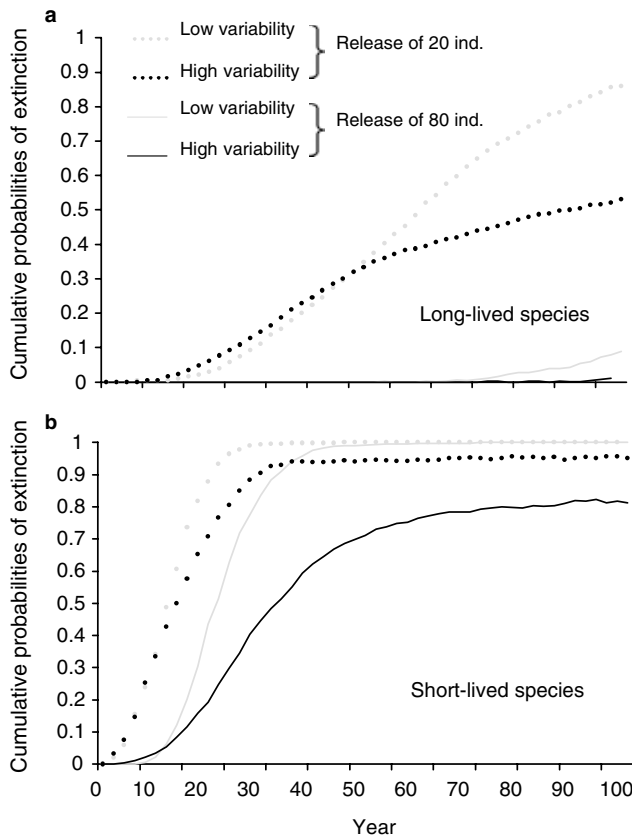 a
Cumulative probabilities of extinction
1
0.9
0.8
0.7
0.6
0.5
0.4
0.3
0.2
0.1
0
Low variability
High variability
} Release of 20 ind.
Low variability
High variability
} Release of 80 ind.
Long-lived species
b
Cumulative probabilities of extinction
1
0.9
0.8
0.7
0.6
0.5
0.4
0.3
0.2
0.1
0
Short-lived species
0 10 20 30 40 50 60 70 80 90 100
Year